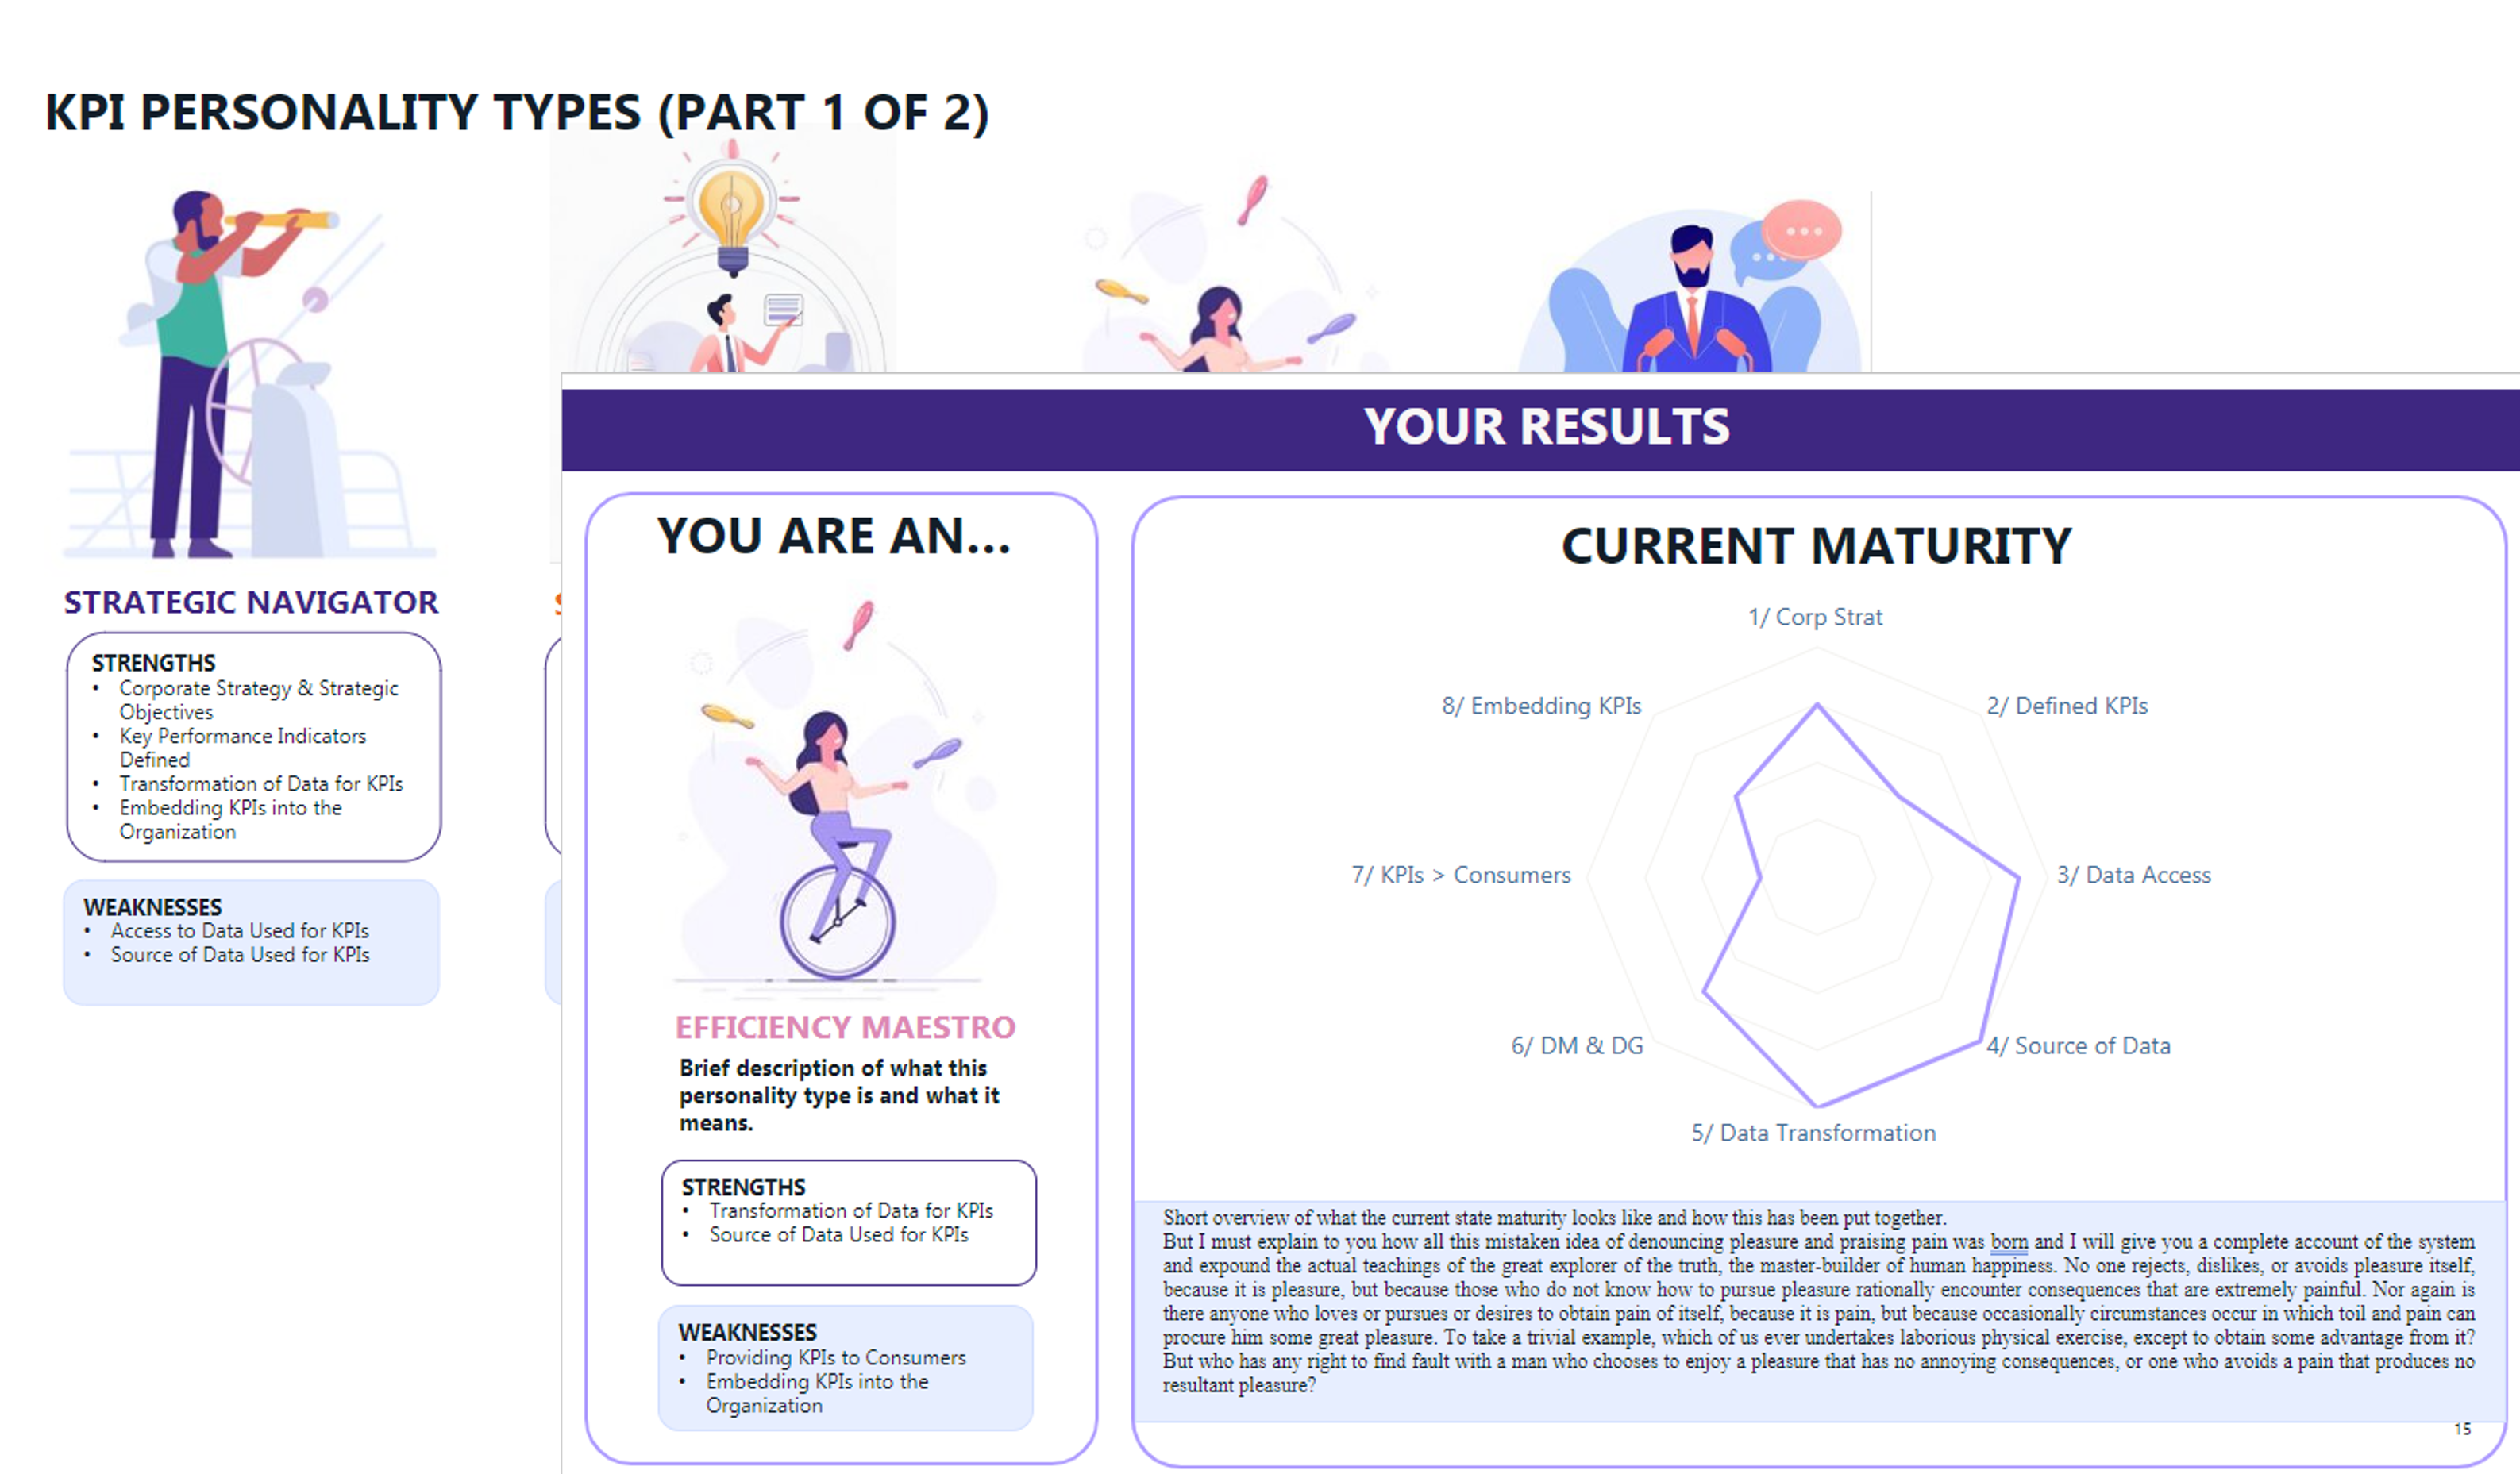 KPI PERSONALITY TYPES (PART 1 OF 2)
STRATEGIC NAVIGATOR
STRENGTHS
• Corporate Strategy & Strategic
Objectives
• Key Performance Indicators
Defined
• Transformation of Data for KPIs
• Embedding KPIs into the
Organization
WEAKNESSES
• Access to Data Used for KPIs
• Source of Data Used for KPIs
YOUR RESULTS
YOU ARE AN...
EFFICIENCY MAESTRO
Brief description of what this
personality type is and what it
means.
STRENGTHS
• Transformation of Data for KPIs
• Source of Data Used for KPIs
WEAKNESSES
• Providing KPIs to Consumers
• Embedding KPIs into the
Organization
CURRENT MATURITY
1/ Corp Strat
2/ Defined KPIs
3/ Data Access
4/ Source of Data
5/ Data Transformation
6/ DM & DG
7/ KPIs > Consumers
8/ Embedding KPIs
Short overview of what the current state maturity looks like and how this has been put together.
But I must explain to you how all this mistaken idea of denouncing pleasure and praising pain was born and I will give you a complete account of the system
and expound the actual teachings of the great explorer of the truth, the master-builder of human happiness. No one rejects, dislikes, or avoids pleasure itself,
because it is pleasure, but because those who do not know how to pursue pleasure rationally encounter consequences that are extremely painful. Nor again is
there anyone who loves or pursues or desires to obtain pain of itself, because it is pain, but because occasionally circumstances occur in which toil and pain can
procure him some great pleasure. To take a trivial example, which of us ever undertakes laborious physical exercise, except to obtain some advantage from it?
But who has any right to find fault with a man who chooses to enjoy a pleasure that has no annoying consequences, or one who avoids a pain that produces no
resultant pleasure?
15